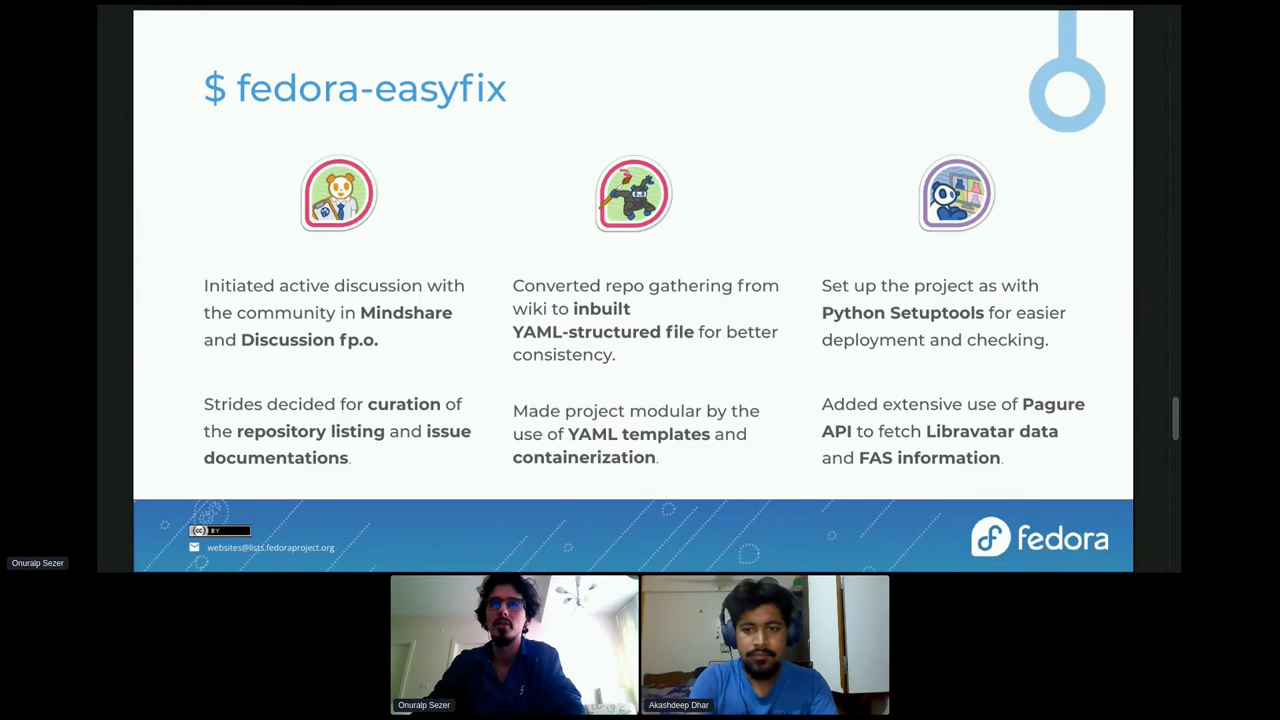 $ fedora-easyfix
Initiated active discussion with
the community in Mindshare
and Discussion fp.o.
Strides decided for curation of
the repository listing and issue
documentations.
Converted repo gathering from
wiki to inbuilt
YAML-structured file for better
consistency.
Made project modular by the
use of YAML templates and
containerization.
Set up the project as with
Python Setuptools for easier
deployment and checking.
Added extensive use of Pagure
API to fetch Libravatar data
and FAS information.
cc BY
websites@lists.fedoraproject.org
fedora
Onuralp Sezer
Onuralp Sezer
Akashdeep Dhar